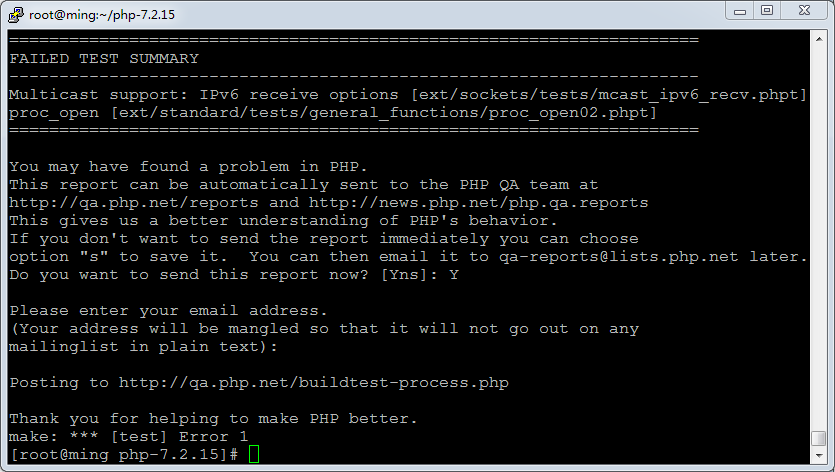 root@ming:~/php-7.2.15
=====================================================================
FAILED TEST SUMMARY
---------------------------------------------------------------------
Multicast support: IPv6 receive options [ext/sockets/tests/mcast_ipv6_recv.phpt]
proc_open [ext/standard/tests/general_functions/proc_open02.phpt]
=====================================================================
You may have found a problem in PHP.
This report can be automatically sent to the PHP QA team at
http://qa.php.net/reports and http://news.php.net/php.qa.reports
This gives us a better understanding of PHP's behavior.
If you don't want to send the report immediately you can choose
option "s" to save it.  You can then email it to qa-reports@lists.php.net later.
Do you want to send this report now? [Yns]: Y
Please enter your email address.
(Your address will be mangled so that it will not go out on any
mailinglist in plain text):
Posting to http://qa.php.net/buildtest-process.php
Thank you for helping to make PHP better.
make: *** [test] Error 1
[root@ming php-7.2.15]#